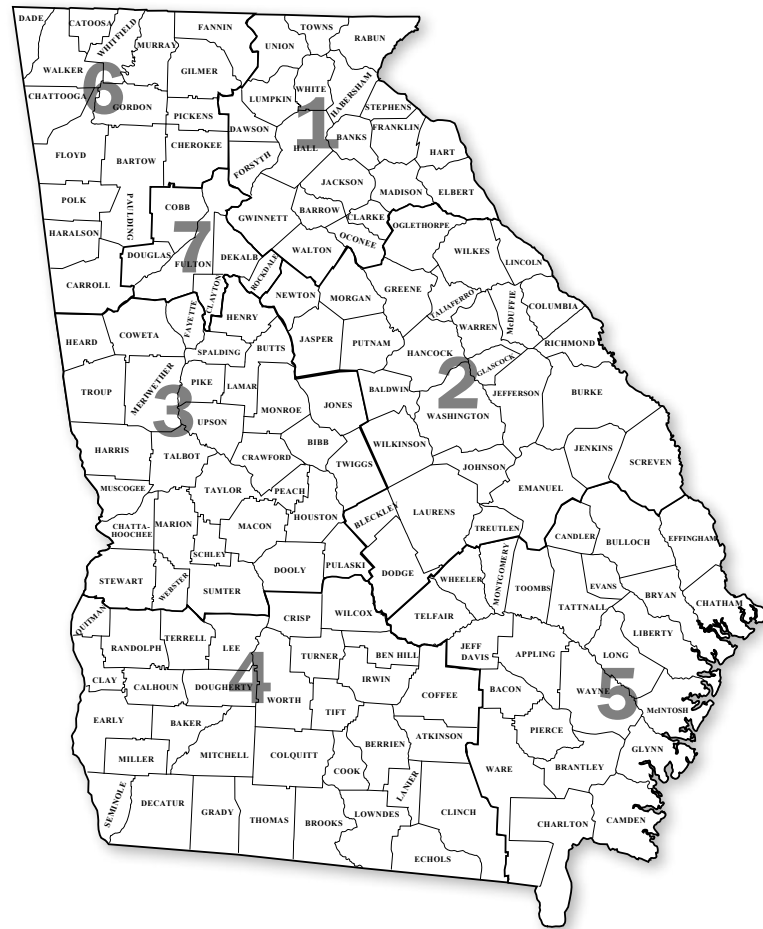 DADE
CATOOSA
WHITFIELD
MURRAY
FANNIN
UNION
TOWNS
RABUN
WALKER
GILMER
6
CHATTOOGA
GORDON
PICKENS
LUMPKIN
WHITE
HABERSHAM
STEPHENS
1
DAWSON
HALL
BANKS
FRANKLIN
HART
CHEROKEE
FLOYD
BARTOW
FORSYTH
JACKSON
MADISON
ELBERT
POLK
PAULDING
COBB
GWINNETT
BARROW
CLARKE
OCONEE
OGLETHORPE
HARALSON
7
DOUGLAS
FULTON
DEKALB
ROCKDALE
WALTON
WILKES
LINCOLN
CARROLL
CLAYTON
FAYETTE
HENRY
NEWTON
MORGAN
GREENE
TALIAFERRO
WARREN
McDUFFIE
COLUMBIA
RICHMOND
HEARD
COWETA
SPALDING
BUTTS
JASPER
PUTNAM
HANCOCK
GLASCOCK
2
TROUP
MERIWETHER
PIKE
LAMAR
MONROE
JONES
BALDWIN
WASHINGTON
JEFFERSON
BURKE
3
UPSON
HARRIS
TALBOT
CRAWFORD
BIBB
TWIGGS
WILKINSON
JOHNSON
JENKINS
SCREVEN
EMANUEL
MUSCOGEE
TAYLOR
PEACH
HOUSTON
BLECKLEY
LAURENS
TREUTLEN
CANDLER
BULLOCH
EFFINGHAM
CHATTA-
HOOCHEE
MARION
MACON
SCHLEY
DOOLY
PULASKI
DODGE
WHEELER
MONTGOMERY
TOOMBS
EVANS
TATTNALL
BRYAN
CHATHAM
STEWART
WEBSTER
SUMTER
QUITMAN
CRISP
WILCOX
TELFAIR
LIBERTY
RANDOLPH
TERRELL
LEE
TURNER
BEN HILL
JEFF
DAVIS
APPLING
LONG
CLAY
CALHOUN
DOUGHERTY
4
WORTH
IRWIN
COFFEE
BACON
WAYNE
5
McINTOSH
EARLY
BAKER
TIFT
BERRIEN
ATKINSON
PIERCE
GLYNN
MILLER
MITCHELL
COLQUITT
COOK
LANIER
WARE
BRANTLEY
SEMINOLE
DECATUR
GRADY
THOMAS
BROOKS
LOWNDES
CLINCH
CHARLTON
CAMDEN
ECHOLS